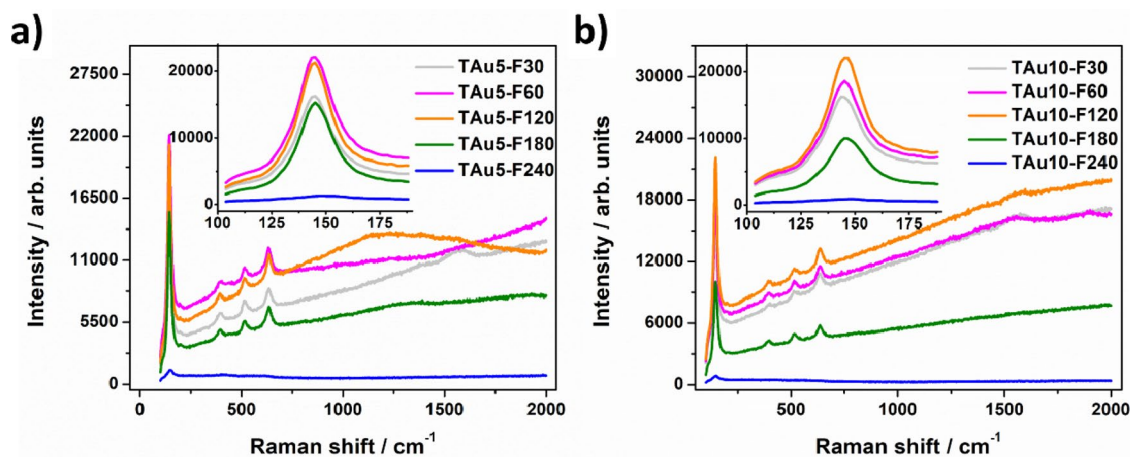 a)
27500
22000
16500
11000
5500
0
0
500
1000
1500
2000
Intensity / arb. units
Raman shift / cm⁻¹
20000
10000
0
100
125
150
175
TAu5-F30
TAu5-F60
TAu5-F120
TAu5-F180
TAu5-F240
b)
30000
24000
18000
12000
6000
0
500
1000
1500
2000
Intensity / arb. units
Raman shift / cm⁻¹
20000
10000
0
100
125
150
175
TAu10-F30
TAu10-F60
TAu10-F120
TAu10-F180
TAu10-F240